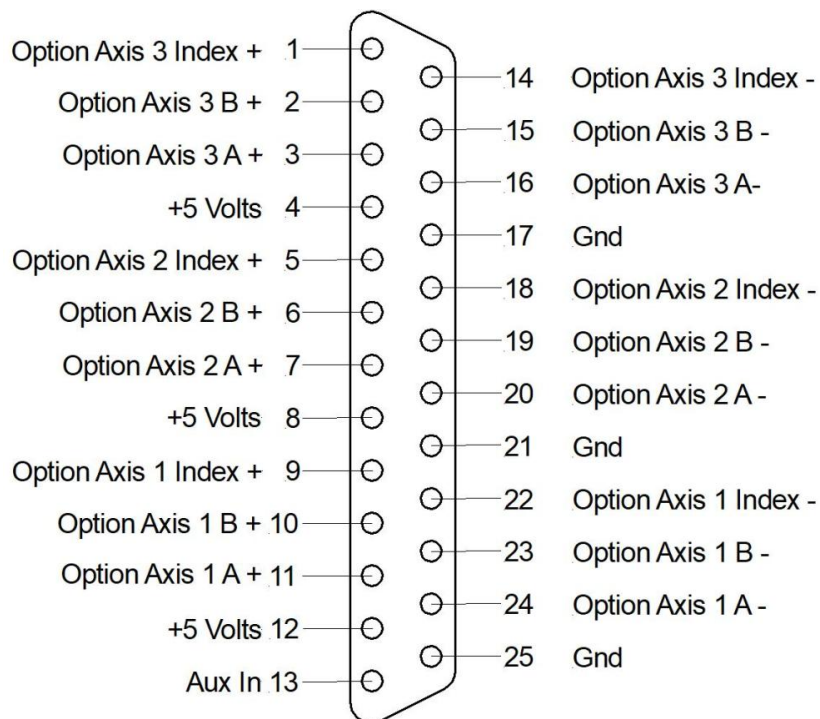 Option Axis 3 Index + 1
Option Axis 3 B + 2
Option Axis 3 A + 3
+5 Volts 4
Option Axis 2 Index + 5
Option Axis 2 B + 6
Option Axis 2 A + 7
+5 Volts 8
Option Axis 1 Index + 9
Option Axis 1 B + 10
Option Axis 1 A + 11
+5 Volts 12
Aux In 13
14 Option Axis 3 Index -
15 Option Axis 3 B -
16 Option Axis 3 A-
17 Gnd
18 Option Axis 2 Index -
19 Option Axis 2 B -
20 Option Axis 2 A -
21 Gnd
22 Option Axis 1 Index -
23 Option Axis 1 B -
24 Option Axis 1 A -
25 Gnd